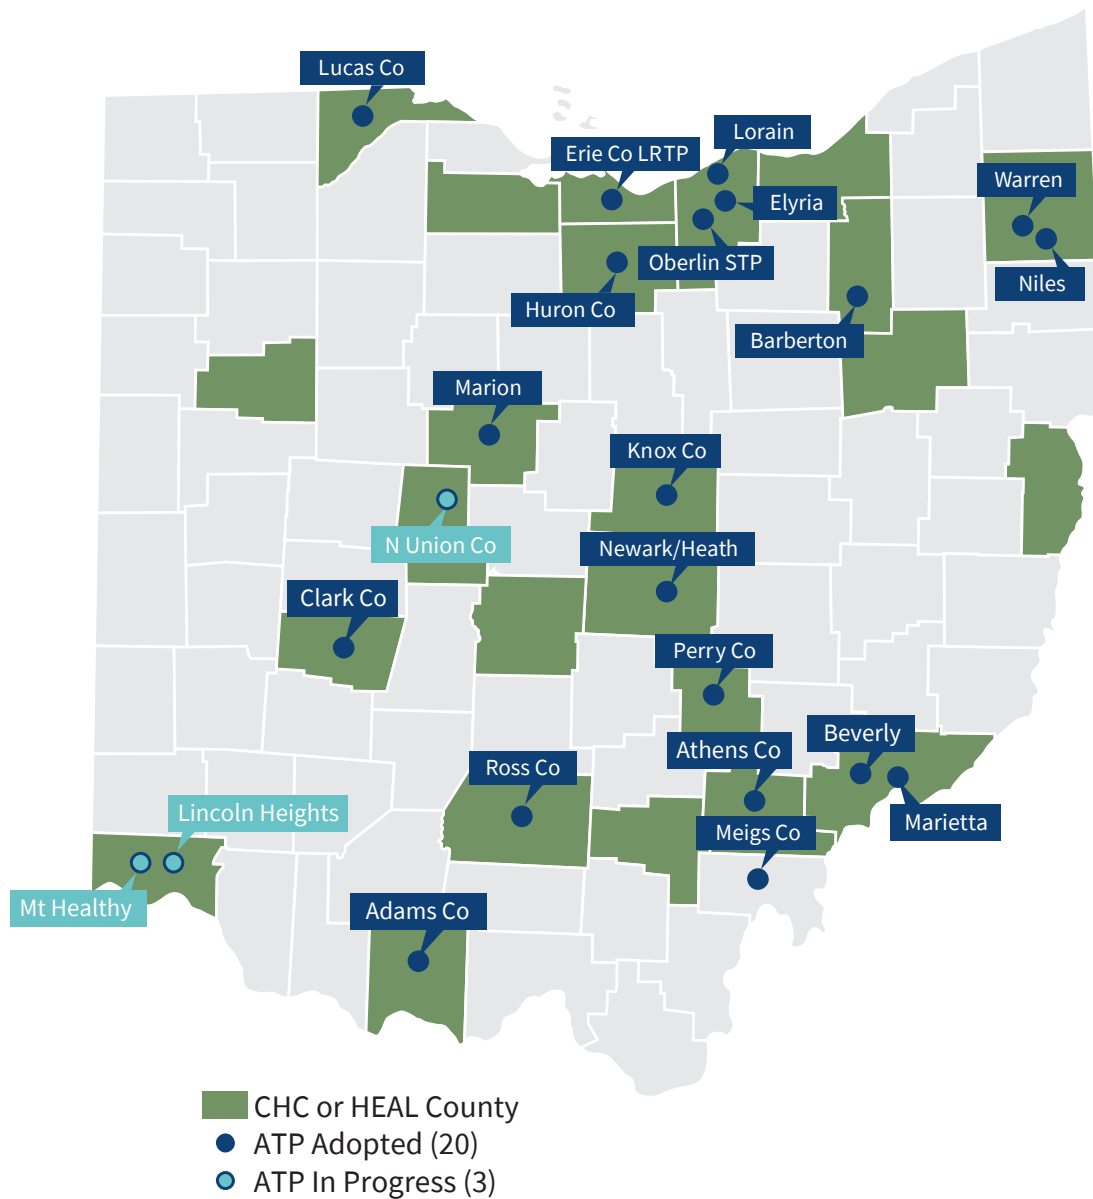 Lucas Co
Lorain
Erie Co LRTP
Warren
Elyria
Oberlin STP
Niles
Huron Co
Barberton
Marion
Knox Co
N Union Co
Newark/Heath
Clark Co
Perry Co
Beverly
Athens Co
Ross Co
Lincoln Heights
Marietta
Meigs Co
Mt Healthy
Adams Co
CHC or HEAL County
ATP Adopted (20)
ATP In Progress (3)